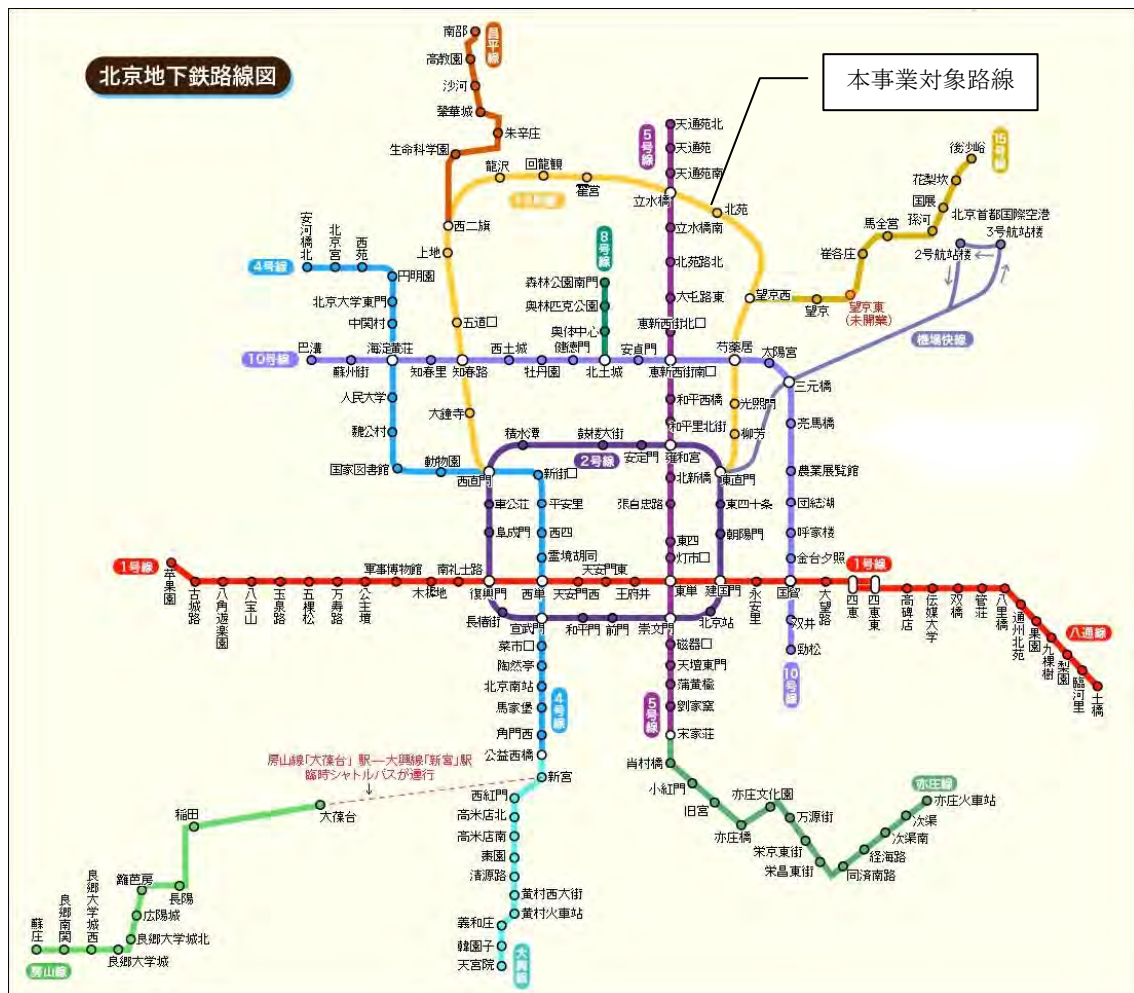 北京地下鉄路線図
本事業対象路線
昌平線
南邵
高教園
沙河
鞏華城
朱辛庄
生命科学園
西二旗
龍沢
回龍観
霍営
立水橋
北苑
上地
五道口
知春路
大鐘寺
西直門
望京西
芍薬居
光熙門
柳芳
東直門
5号線
天通苑北
天通苑
天通苑南
立水橋南
北苑路北
大屯路東
恵新西街北口
恵新西街南口
和平西橋
和平里北街
雍和宮
北新橋
張自忠路
東四
灯市口
東単
崇文門
磁器口
天壇東門
蒲黄楡
劉家窯
宋家荘
5号線
15号線
後沙峪
花梨坎
国展
孫河
馬全営
崔各庄
望京東
(未開業)
望京
北京首都国際空港
3号航站楼
2号航站楼
機場快線
三元橋
8号線
森林公園南門
奥林匹克公園
奥体中心
北土城
4号線
安河橋北
北京宮
西苑
円明園
北京大学東門
中関村
海淀黄荘
人民大学
魏公村
国家図書館
動物園
新街口
平安里
西四
霊境胡同
西単
宣武門
菜市口
陶然亭
北京南站
馬家堡
角門西
公益西橋
4号線
10号線
巴溝
蘇州街
知春里
西土城
牡丹園
健徳門
安貞門
太陽宮
亮馬橋
農業展覧館
団結湖
呼家楼
金台夕照
国貿
双井
勁松
10号線
2号線
積水潭
鼓楼大街
安定門
東四十条
朝陽門
建国門
北京站
前門
和平門
長椿街
復興門
阜成門
車公荘
1号線
苹果園
古城路
八角遊楽園
八宝山
玉泉路
五棵松
万寿路
公主墳
軍事博物館
木樨地
南礼士路
天安門西
天安門東
王府井
永安里
大望路
1号線
四恵
四恵東
高碑店
伝媒大学
双橋
管荘
八里橋
通州北苑
果園
九棵樹
梨園
臨河里
土橋
八通線
房山線「大葆台」駅―大興線「新宮」駅
臨時シャトルバスが運行
新宮
西紅門
高米店北
高米店南
棗園
清源路
黄村西大街
黄村火車站
義和庄
天宮院
大興線
肖村橋
小紅門
旧宮
亦庄橋
亦庄文化園
万源街
栄京東街
栄昌東街
同済南路
経海路
次渠南
次渠
亦庄火車站
亦庄線
大葆台
稲田
長陽
籬芭房
広陽城
良郷大学城北
良郷大学城
良郷大学城西
良郷南関
蘇庄
房山線